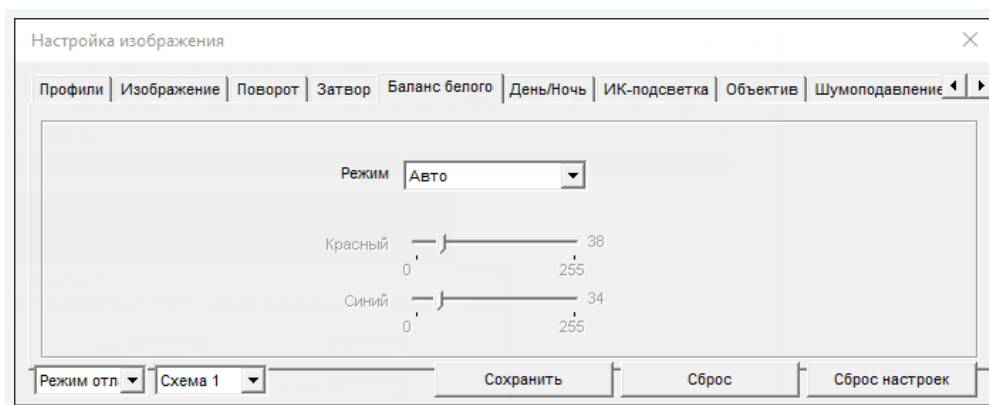 Настройка изображения
Профили Изображение Поворот Затвор Баланс белого День/Ночь ИК-подсветка Объектив Шумоподавление
Режим Авто
Красный 38
0 255
Синий 34
0 255
Режим отл Схема 1 Сохранить Сброс Сброс настроек